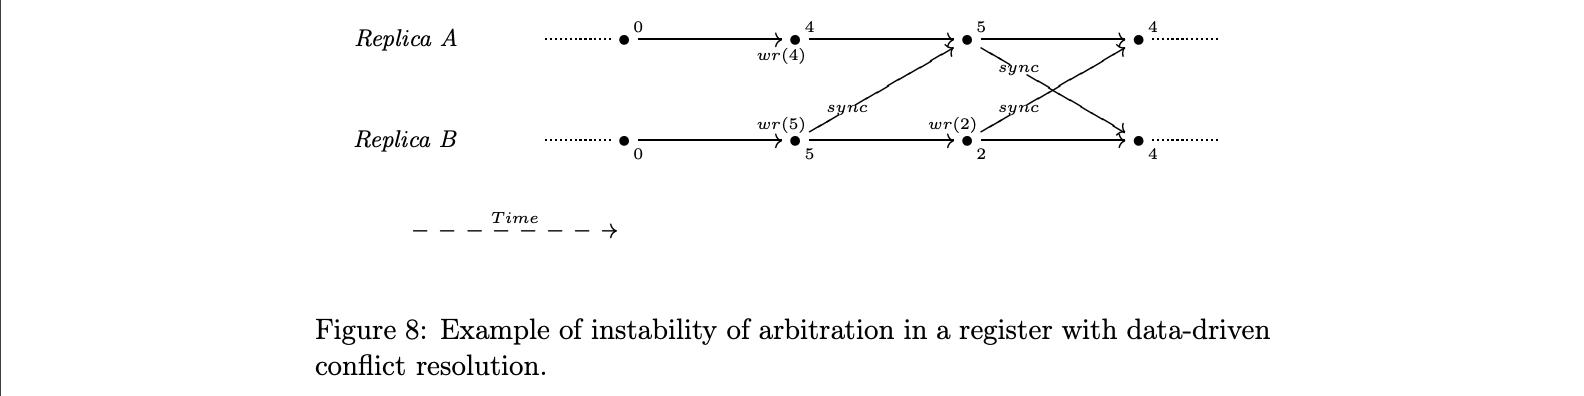 0 4 5 4
Replica A
wr(4)
sync
sync sync
wr(5) wr(2)
Replica B
0 5 2 4
Time
Figure 8: Example of instability of arbitration in a register with data-driven
conflict resolution.